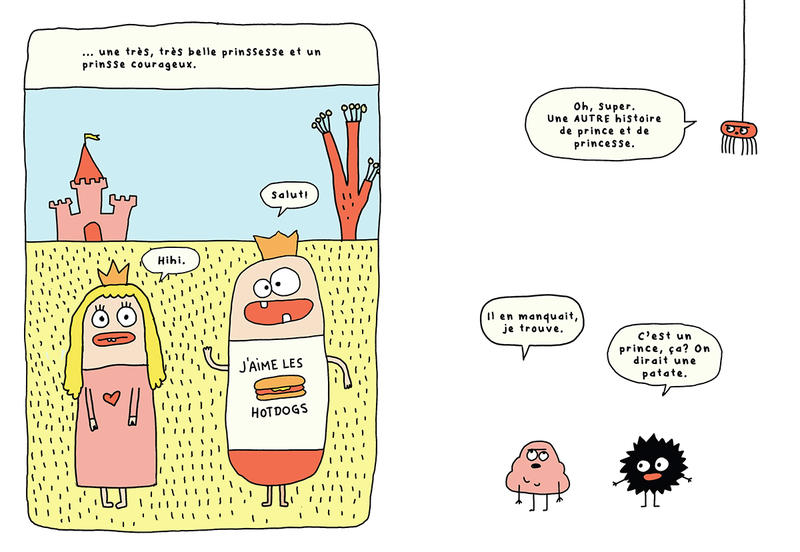 ... une très, très belle prinssesse et un
prinsse courageux.
Salut!
Hihi.
J'AIME LES
HOTDOGS
Oh, super.
Une AUTRE histoire
de prince et de
princesse.
Il en manquait,
je trouve.
C'est un
prince, ça? On
dirait une
patate.